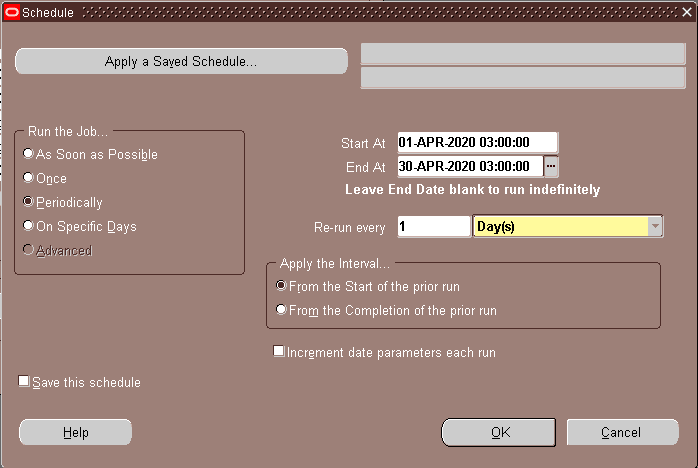 Schedule
Apply a Saved Schedule...
Run the Job...
As Soon as Possible
Once
Periodically
On Specific Days
Advanced
Start At 01-APR-2020 03:00:00
End At 30-APR-2020 03:00:00 ...
Leave End Date blank to run indefinitely
Re-run every 1 Day(s)
Apply the Interval...
From the Start of the prior run
From the Completion of the prior run
Increment date parameters each run
Save this schedule
Help
OK
Cancel